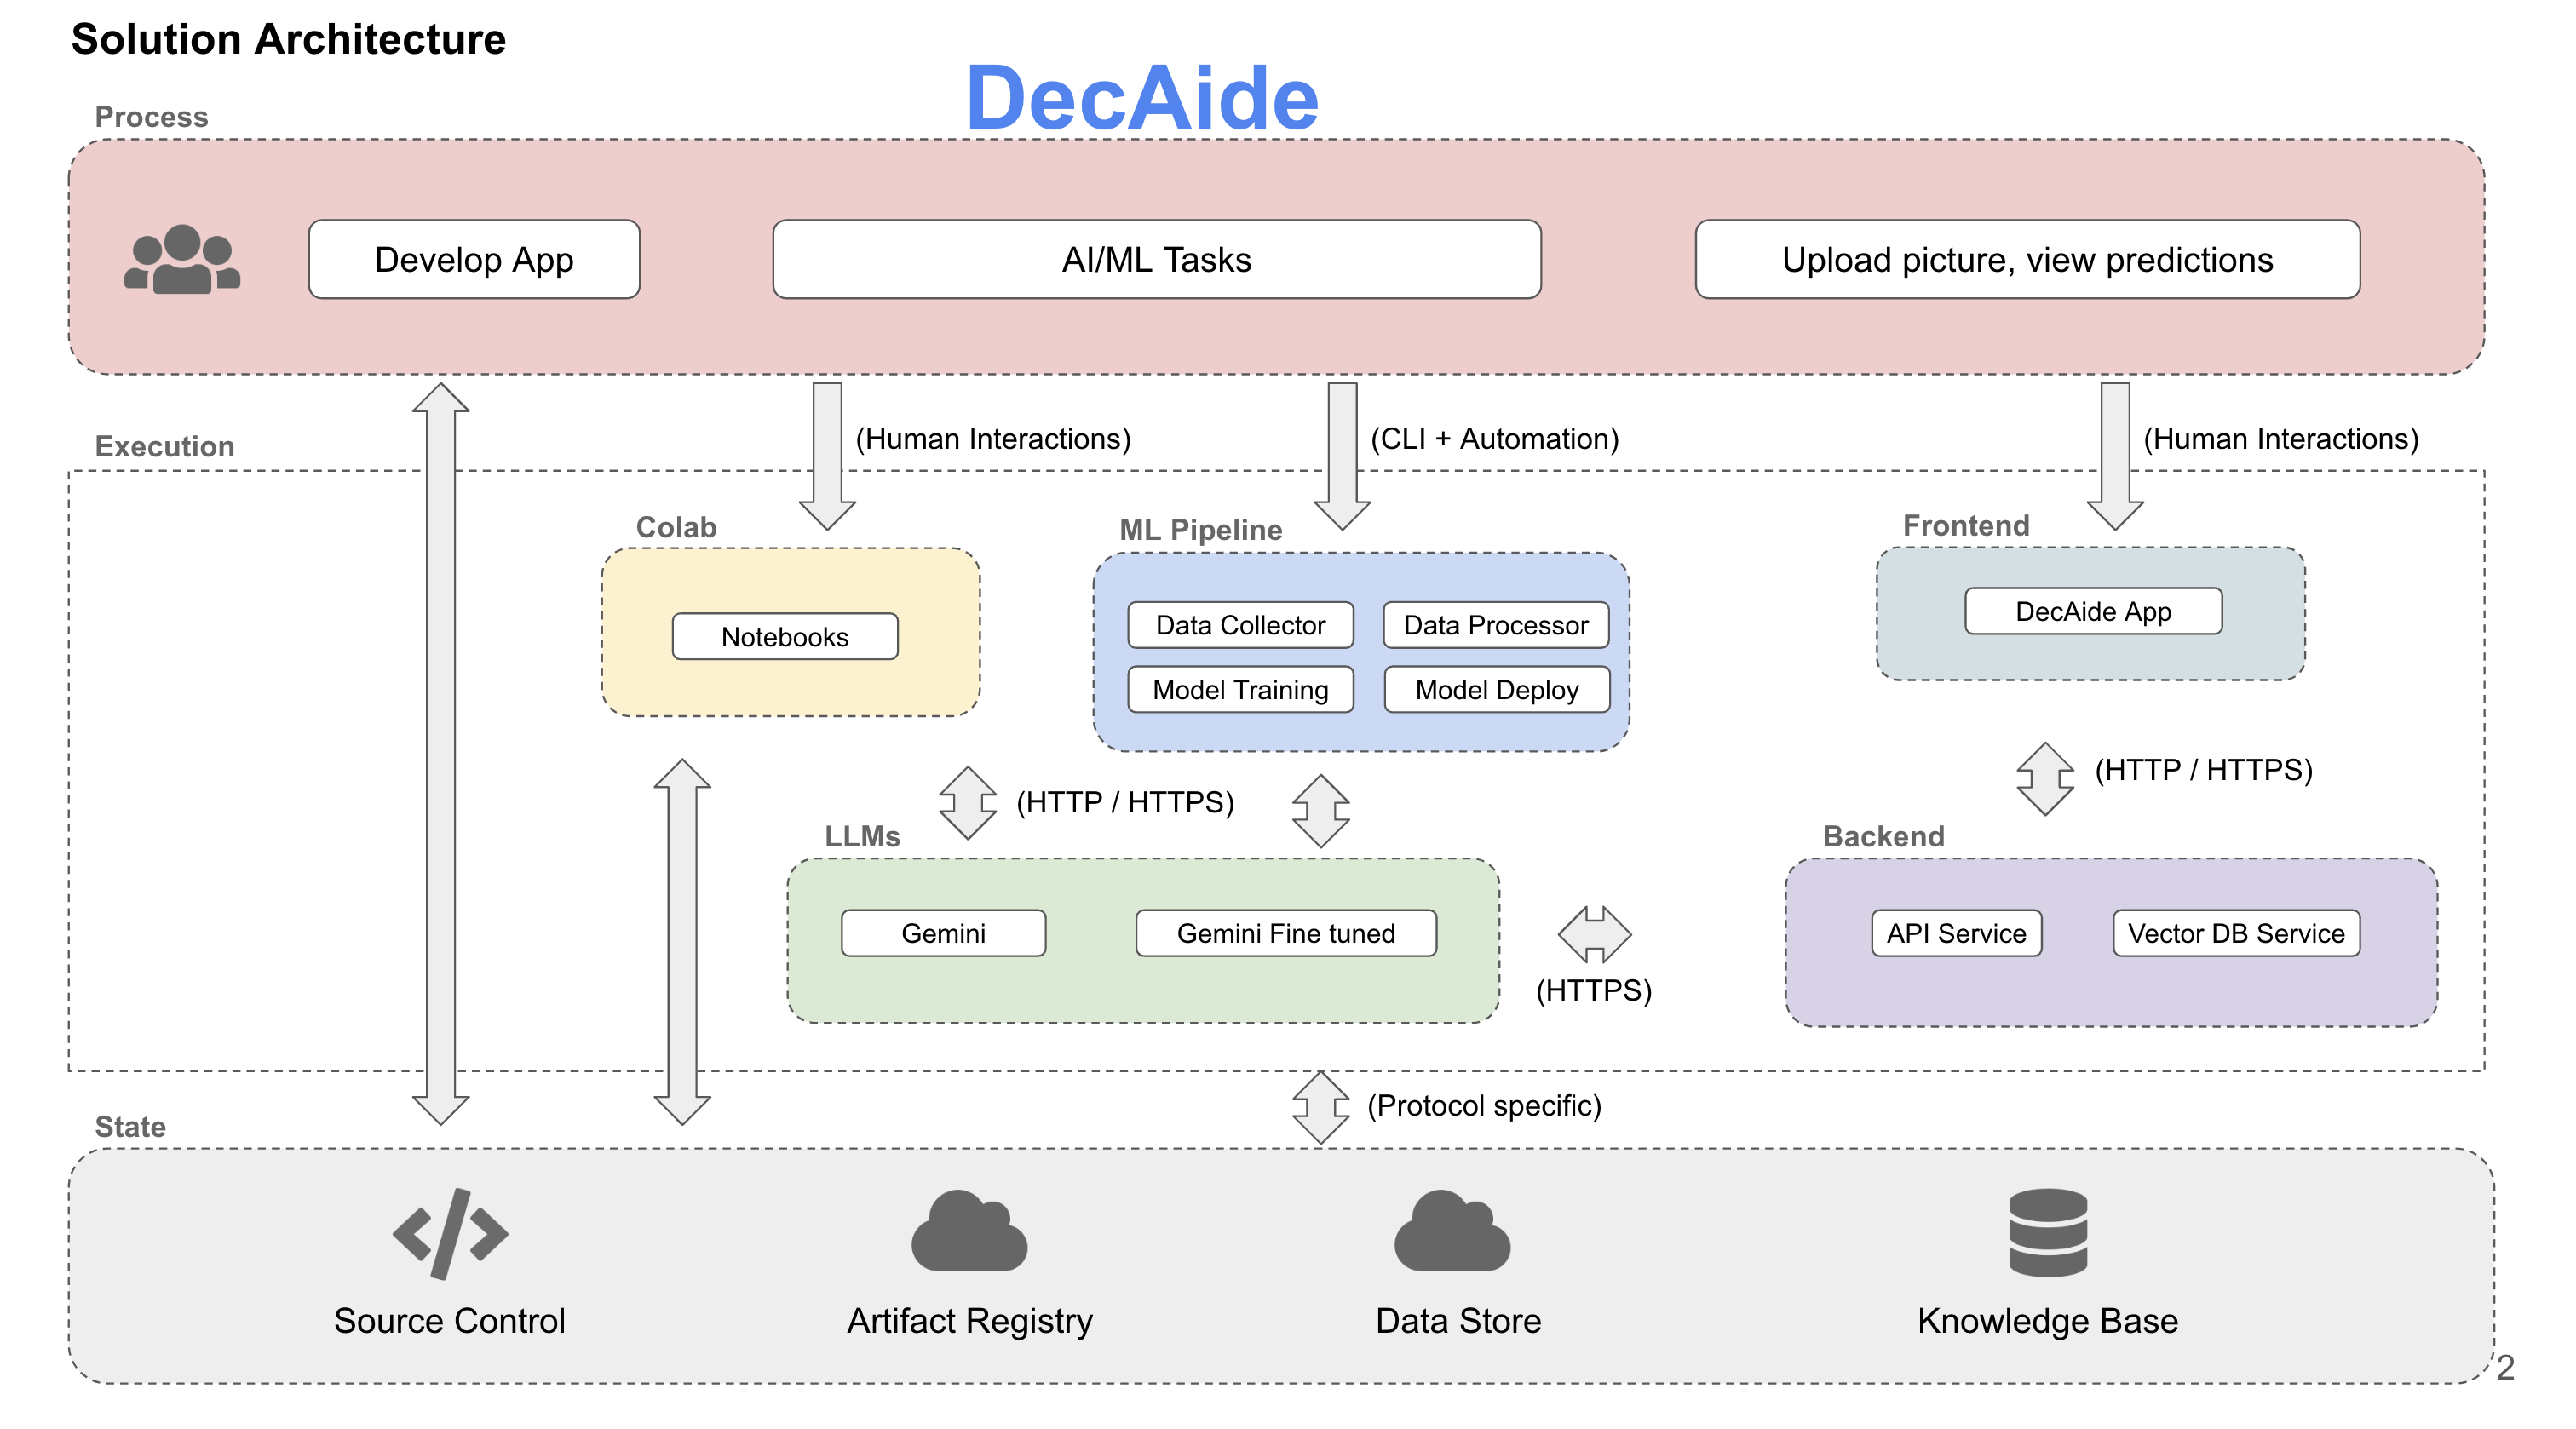 Solution Architecture
DecAide
Process
Develop App
AI/ML Tasks
Upload picture, view predictions
(Human Interactions)
(CLI + Automation)
(Human Interactions)
Execution
Colab
Notebooks
ML Pipeline
Data Collector
Data Processor
Model Training
Model Deploy
Frontend
DecAide App
(HTTP / HTTPS)
(HTTP / HTTPS)
LLMs
Gemini
Gemini Fine tuned
(HTTPS)
Backend
API Service
Vector DB Service
(Protocol specific)
State
Source Control
Artifact Registry
Data Store
Knowledge Base
2